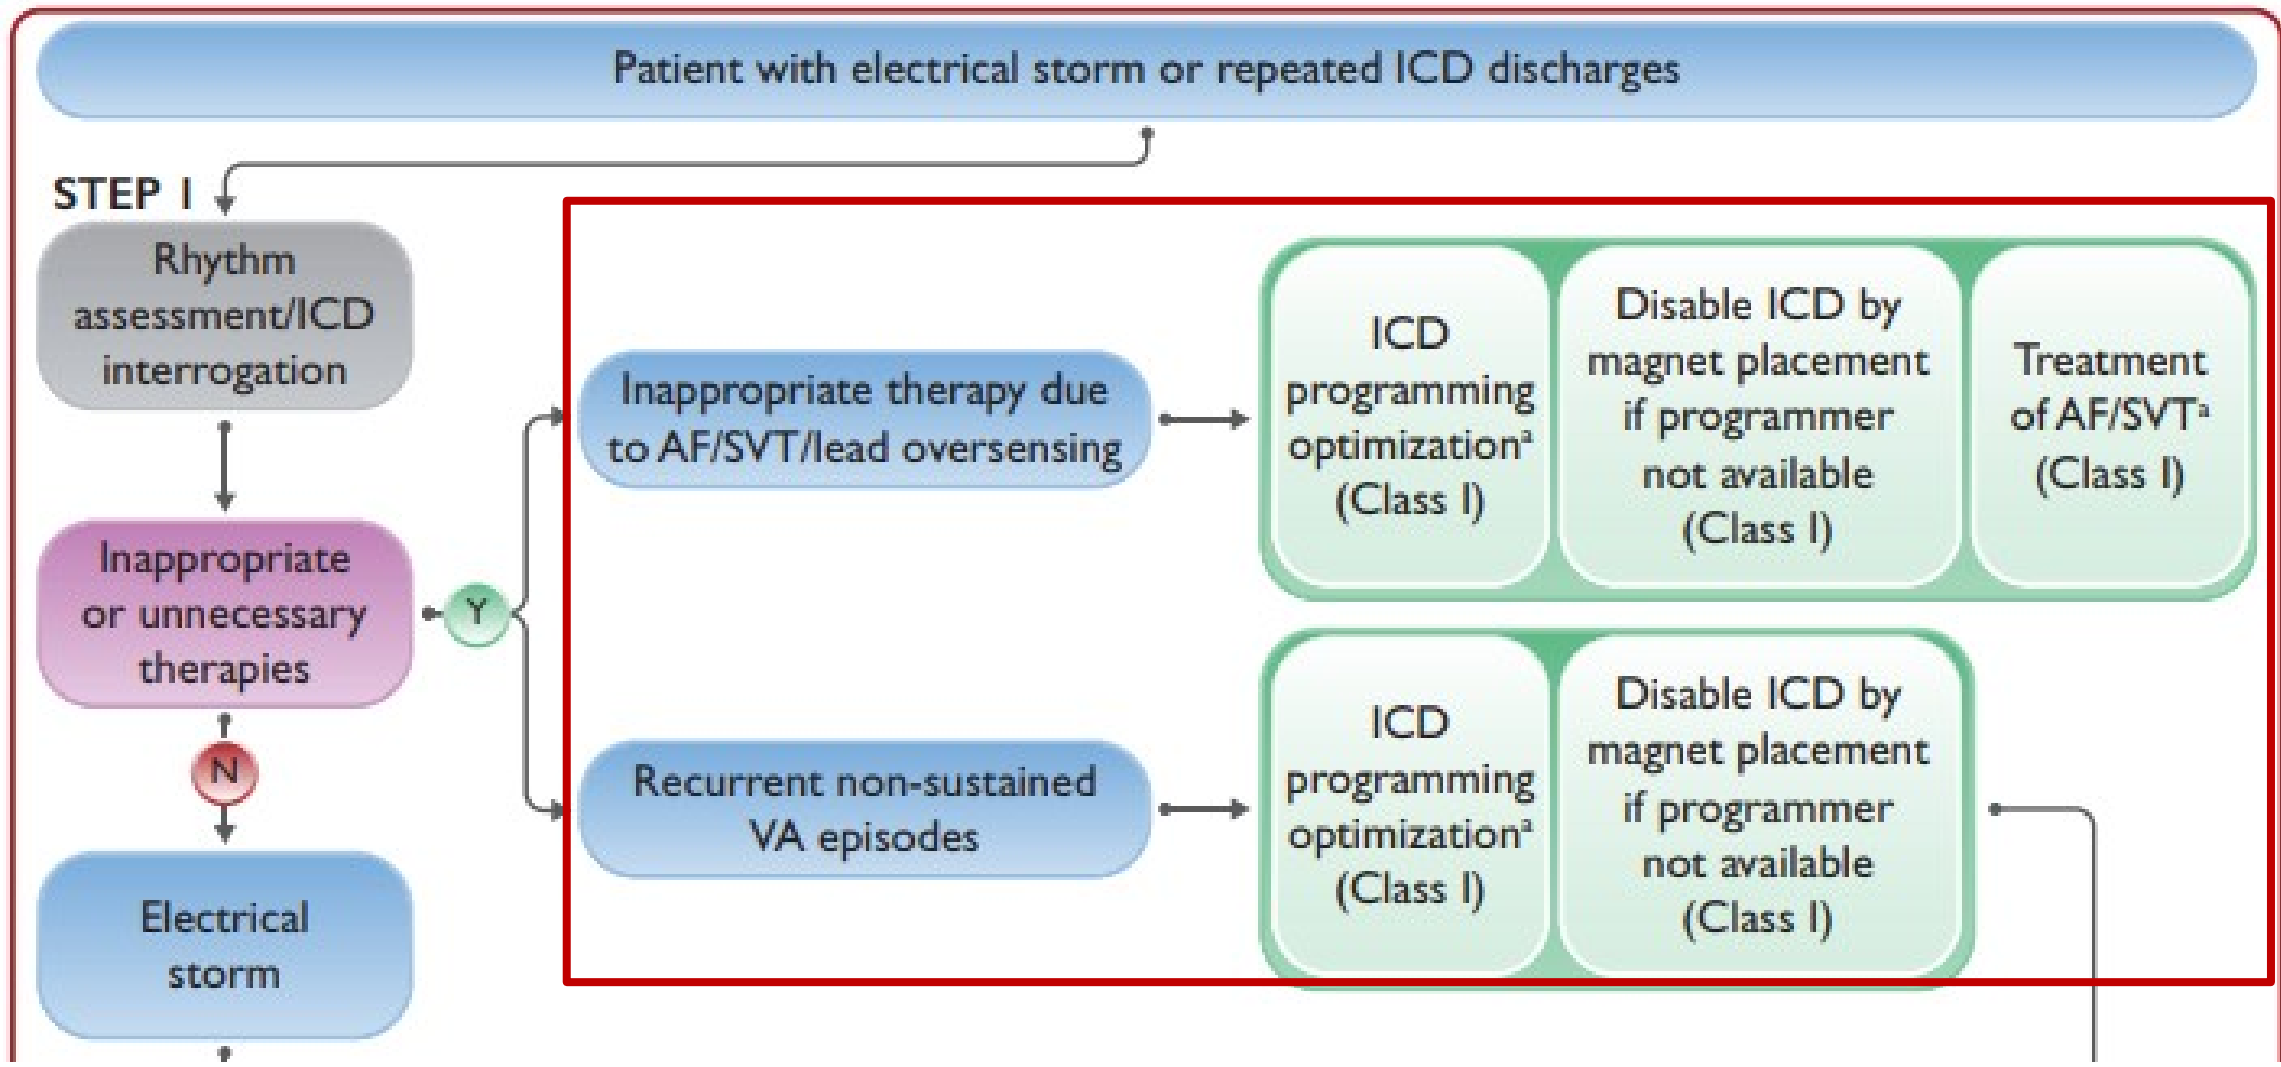 Patient with electrical storm or repeated ICD discharges
STEP I
Rhythm
assessment/ICD
interrogation
Inappropriate
or unnecessary
therapies
Y
N
Electrical
storm
Inappropriate therapy due
to AF/SVT/lead oversensing
ICD
programming
optimizationᵃ
(Class I)
Disable ICD by
magnet placement
if programmer
not available
(Class I)
Treatment
of AF/SVTᵃ
(Class I)
Recurrent non-sustained
VA episodes
ICD
programming
optimizationᵃ
(Class I)
Disable ICD by
magnet placement
if programmer
not available
(Class I)